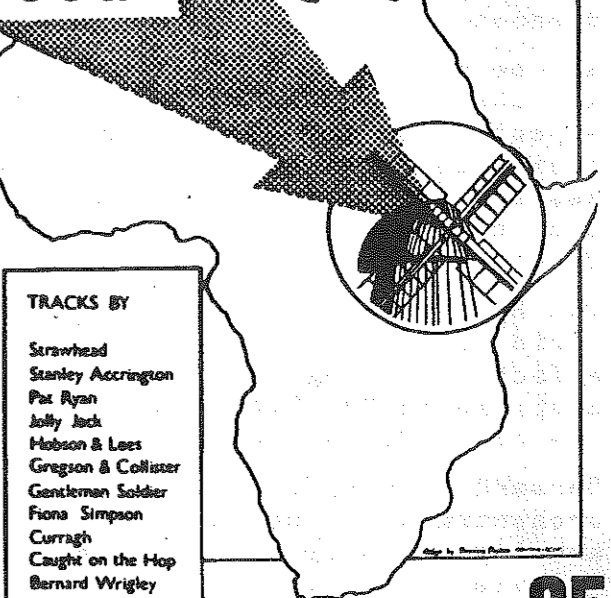 TRACKS BY
Strawhead
Stanley Accrington
Pat Ryan
Jolly Jack
Hobson & Lees
Gregson & Collister
Gentleman Soldier
Fiona Simpson
Curragh
Caught on the Hop
Bernard Wrigley